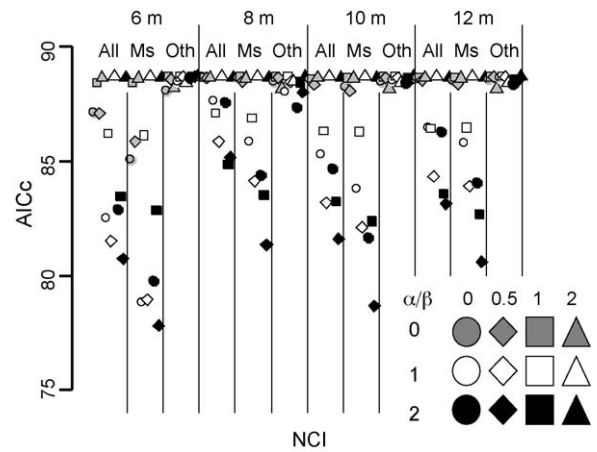 6 m 8 m 10 m 12 m
All Ms Oth All Ms Oth All Ms Oth All Ms Oth
90
85
80
75
AICc
α/β 0 0.5 1 2
0
1
2
NCI